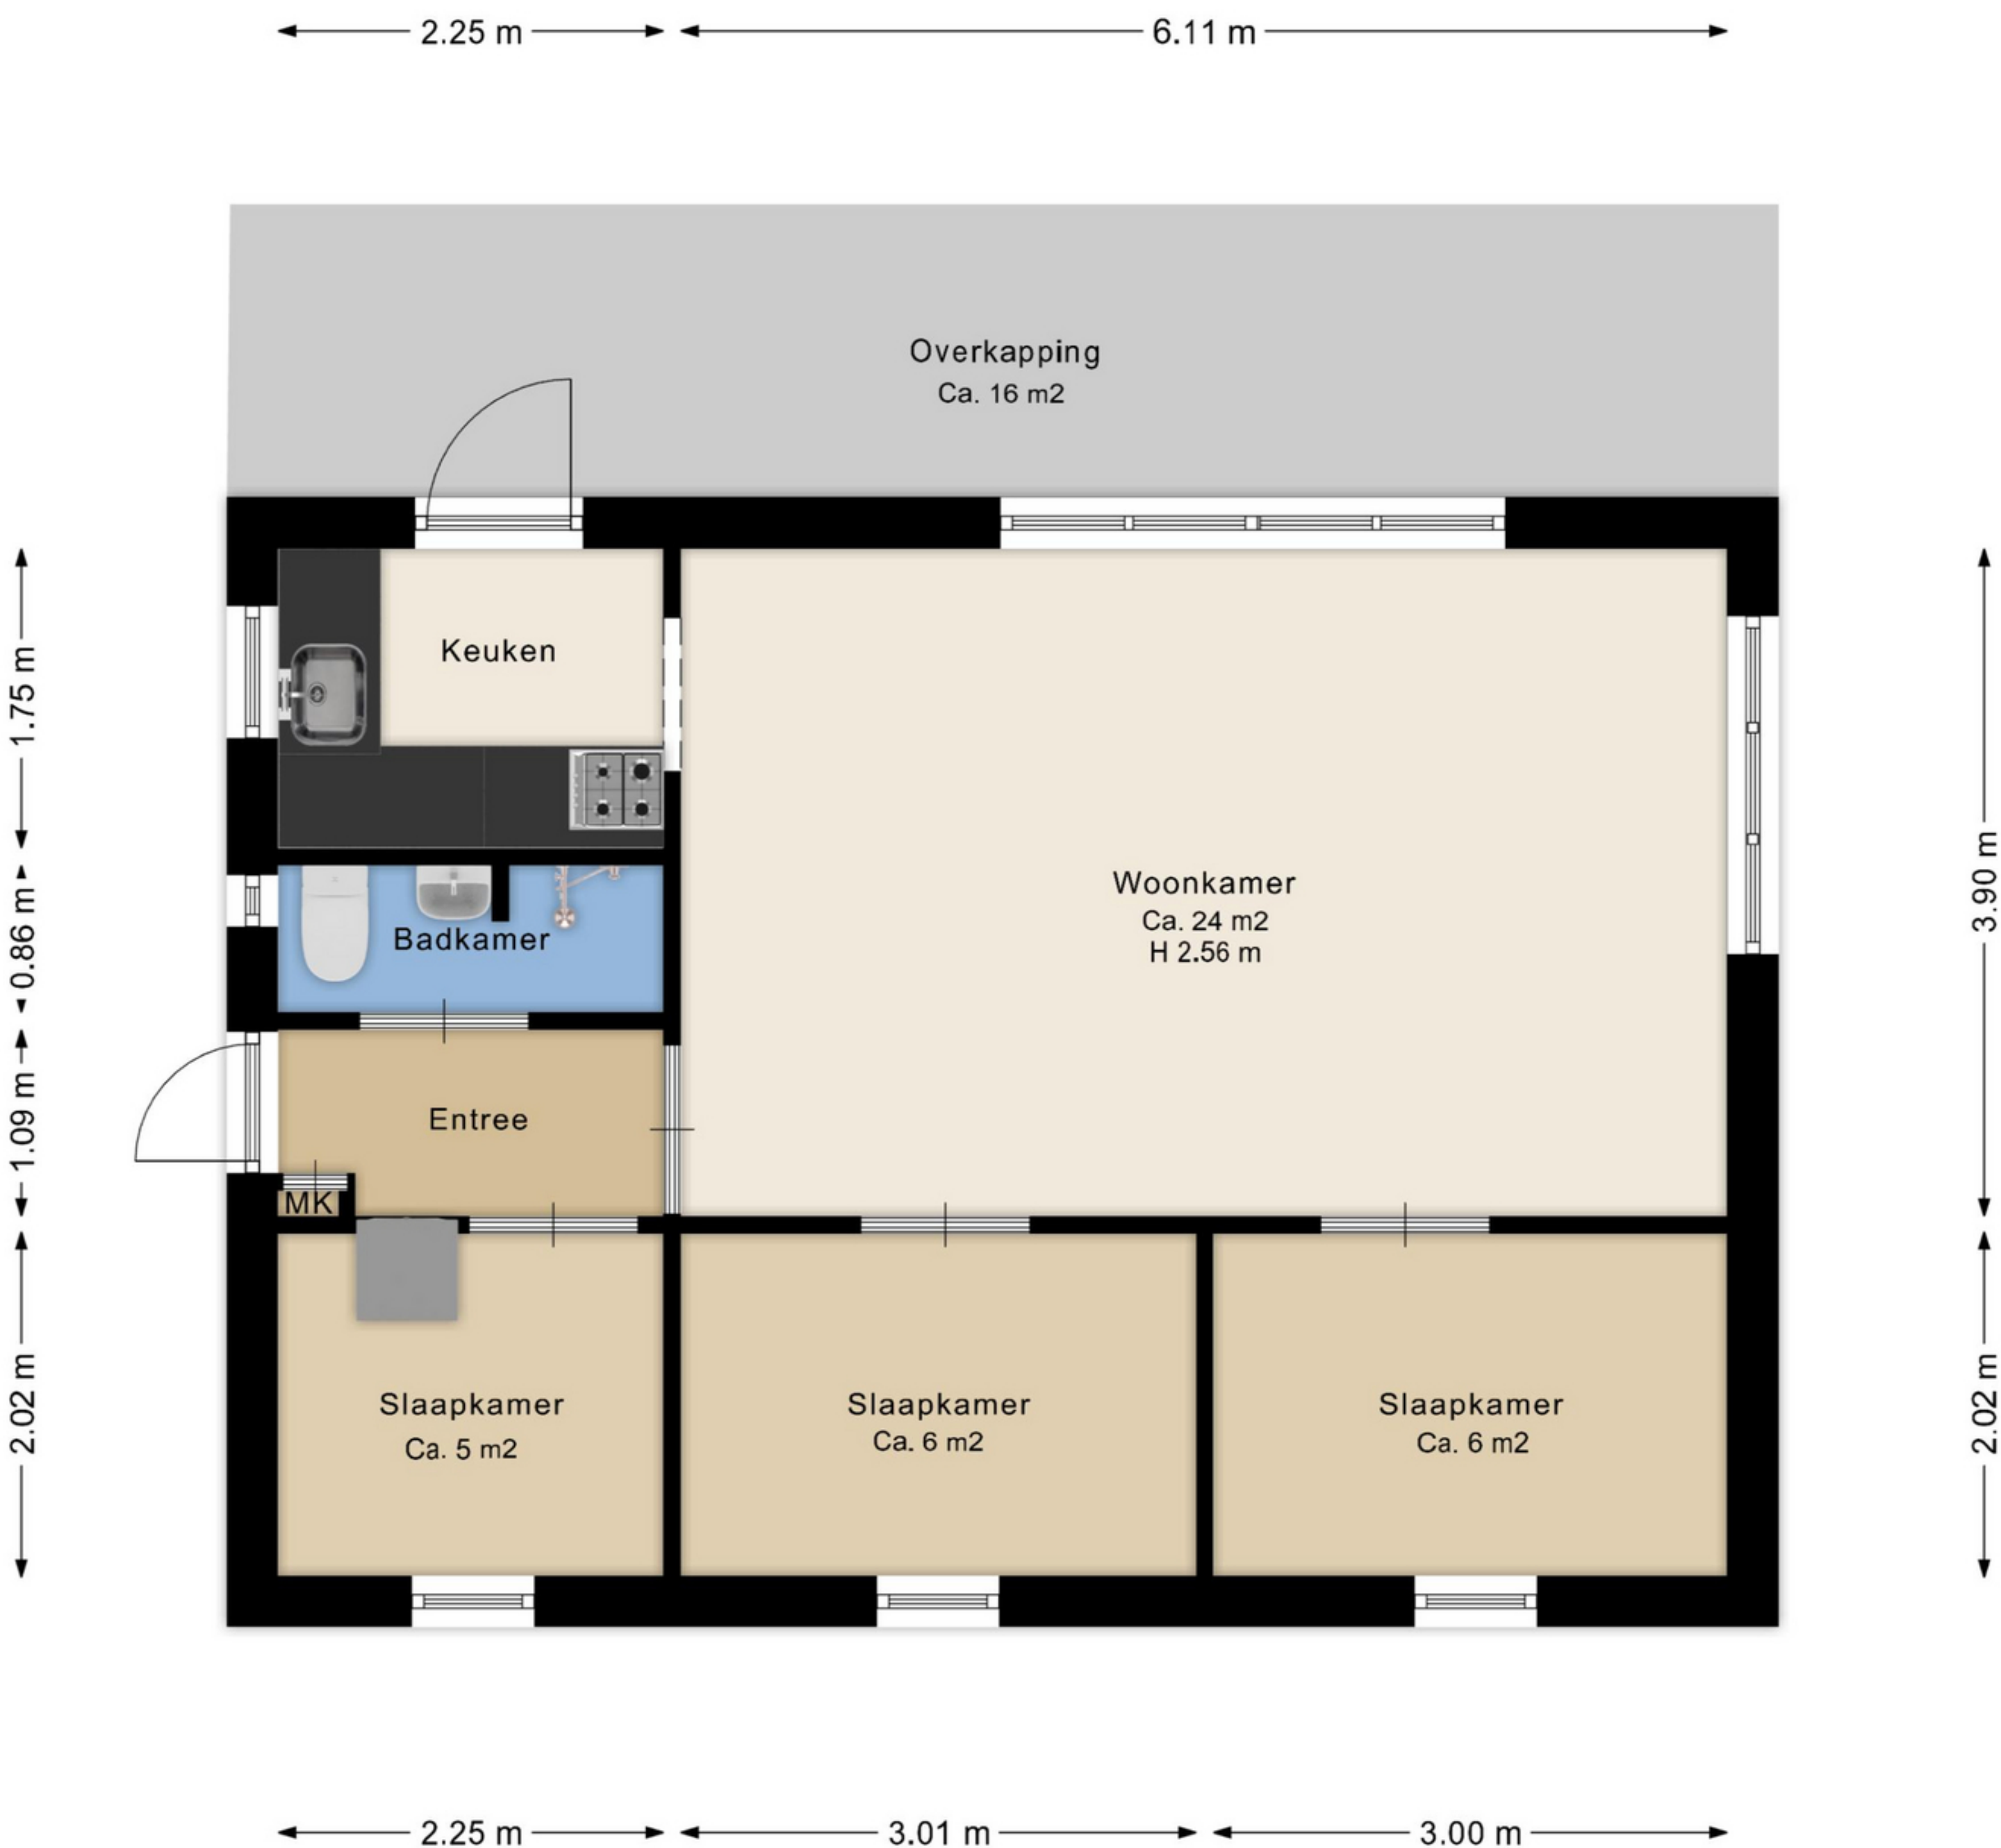 2.25 m
6.11 m
Overkapping
Ca. 16 m2
Keuken
1.75 m
Woonkamer
Ca. 24 m2
H 2.56 m
3.90 m
0.86 m
Badkamer
1.09 m
Entree
MK
2.02 m
Slaapkamer
Ca. 5 m2
Slaapkamer
Ca. 6 m2
Slaapkamer
Ca. 6 m2
2.02 m
2.25 m
3.01 m
3.00 m